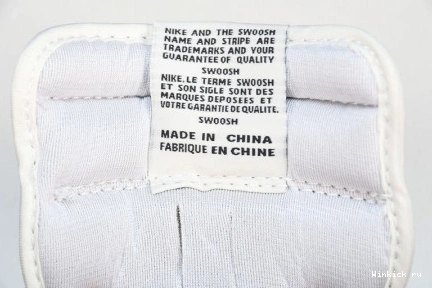 NIKE AND THE SWOOSH
NAME AND STRIPE ARE
TRADEMARKS AND YOUR
GUARANTEE OF QUALITY
SWOOSH
NIKE. LE TERME SWOOSH
ET SON SIGLE SONT DES
MARQUES DEPOSEES ET
VOTRE GARANTIE DE QUALITE.
SWOOSH
MADE IN CHINA
FABRIQUE EN CHINE
Winkick ru